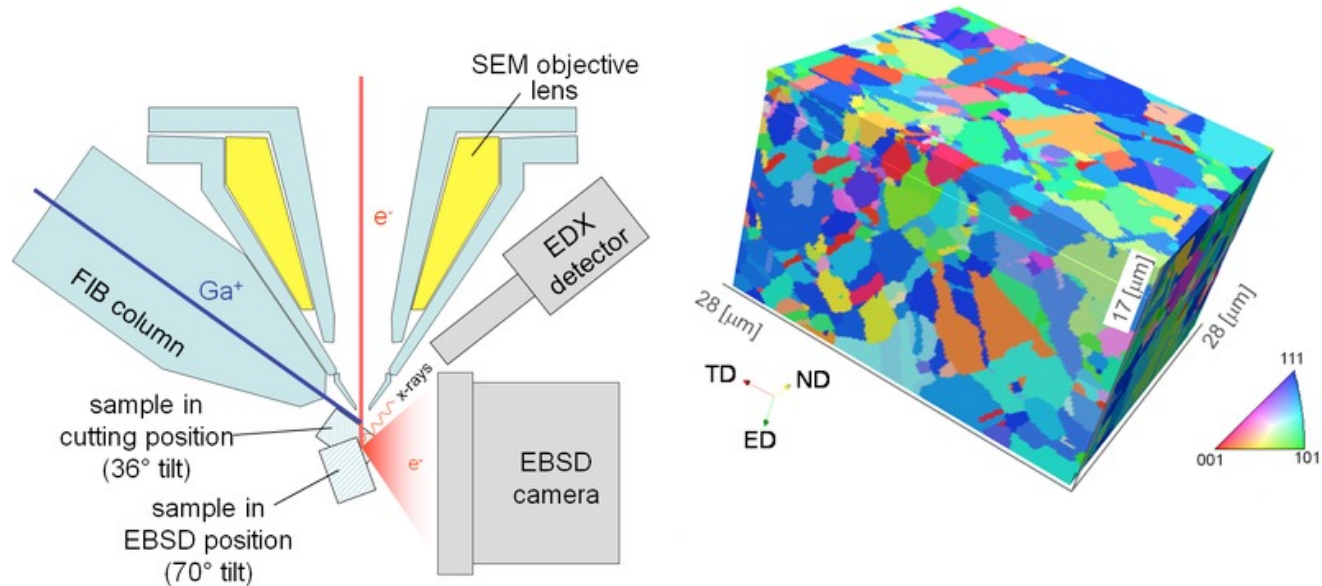 SEM objective
lens
e-
EDX
detector
FIB column
Ga+
x-rays
sample in
cutting position
(36° tilt)
e-
EBSD
camera
sample in
EBSD position
(70° tilt)
28 [µm]
17 [µm]
28 [µm]
TD
ND
ED
111
001
101